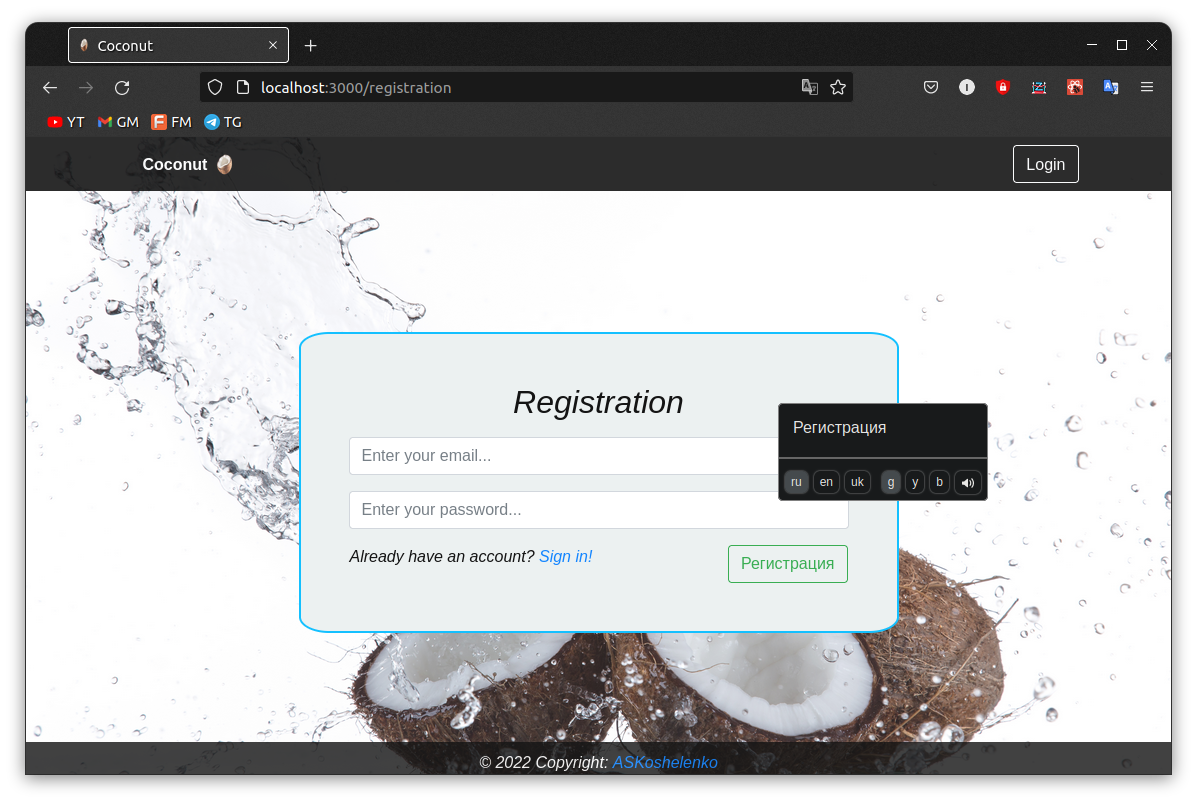 Coconut
localhost:3000/registration
YT GM FM TG
Coconut
Login
Registration
Регистрация
Enter your email...
ru en uk g y b
Enter your password...
Already have an account? Sign in!
Регистрация
© 2022 Copyright: ASKoshelenko